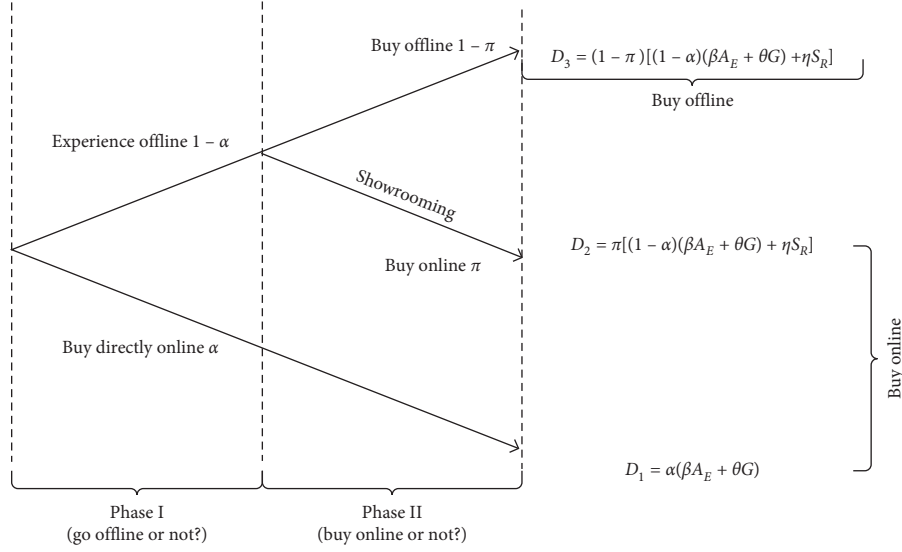 Buy offline 1 – π
D₃ = (1 – π)[(1 – α)(βA_E + θG) + ηS_R]
Buy offline
Experience offline 1 – α
Showrooming
Buy online π
D₂ = π[(1 – α)(βA_E + θG) + ηS_R]
Buy directly online α
Buy online
D₁ = α(βA_E + θG)
Phase I
(go offline or not?)
Phase II
(buy online or not?)